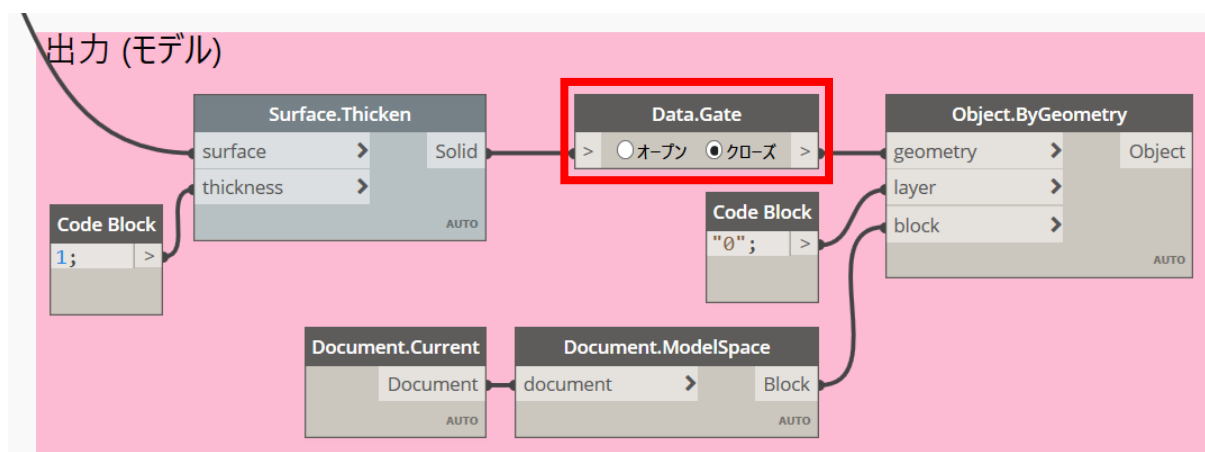 出力 (モデル)
Surface.Thicken
surface > Solid
thickness >
AUTO
Code Block
1; >
Data.Gate
> オープン クローズ >
Code Block
"0"; >
Object.ByGeometry
geometry > Object
layer >
block >
AUTO
Document.Current
Document
AUTO
Document.ModelSpace
document > Block
AUTO